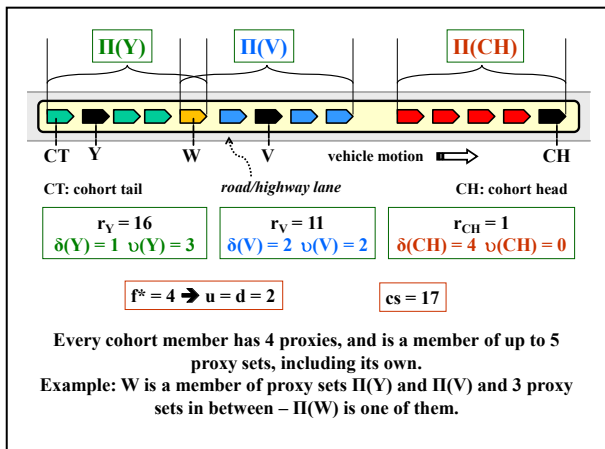 Π(Y) Π(V) Π(CH)
CT Y W V vehicle motion CH
CT: cohort tail road/highway lane CH: cohort head
r_Y = 16 r_V = 11 r_CH = 1
δ(Y) = 1 υ(Y) = 3 δ(V) = 2 υ(V) = 2 δ(CH) = 4 υ(CH) = 0
f* = 4 ➔ u = d = 2 cs = 17
Every cohort member has 4 proxies, and is a member of up to 5
proxy sets, including its own.
Example: W is a member of proxy sets Π(Y) and Π(V) and 3 proxy
sets in between – Π(W) is one of them.